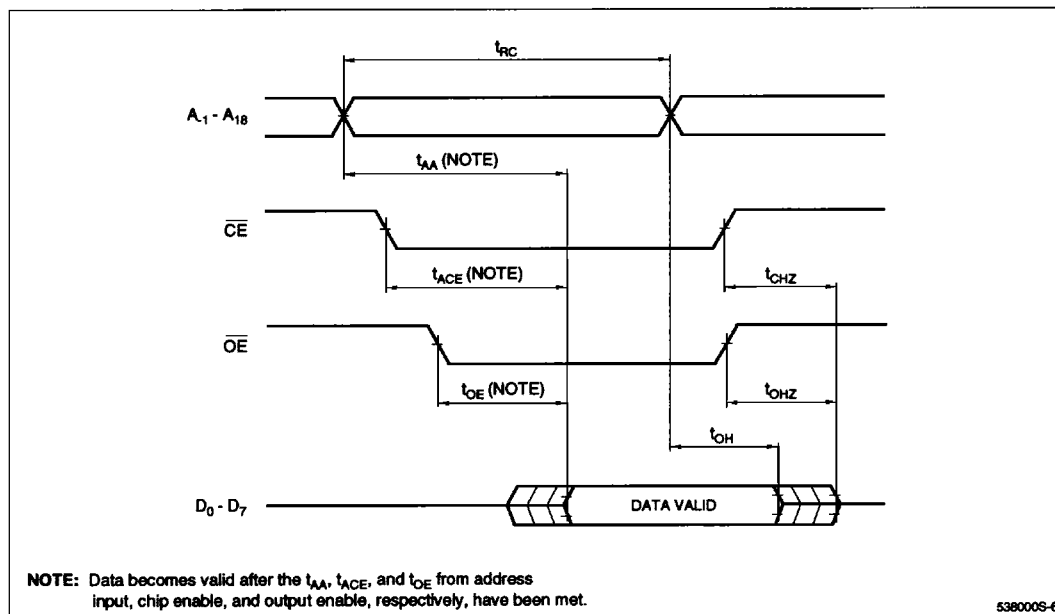 tRC
A-1 - A18
tAA (NOTE)
CE
tACE (NOTE)
tCHZ
OE
tOE (NOTE)
tOHZ
tOH
D0 - D7
DATA VALID
NOTE: Data becomes valid after the tAA, tACE, and tOE from address
input, chip enable, and output enable, respectively, have been met.
538000S-6